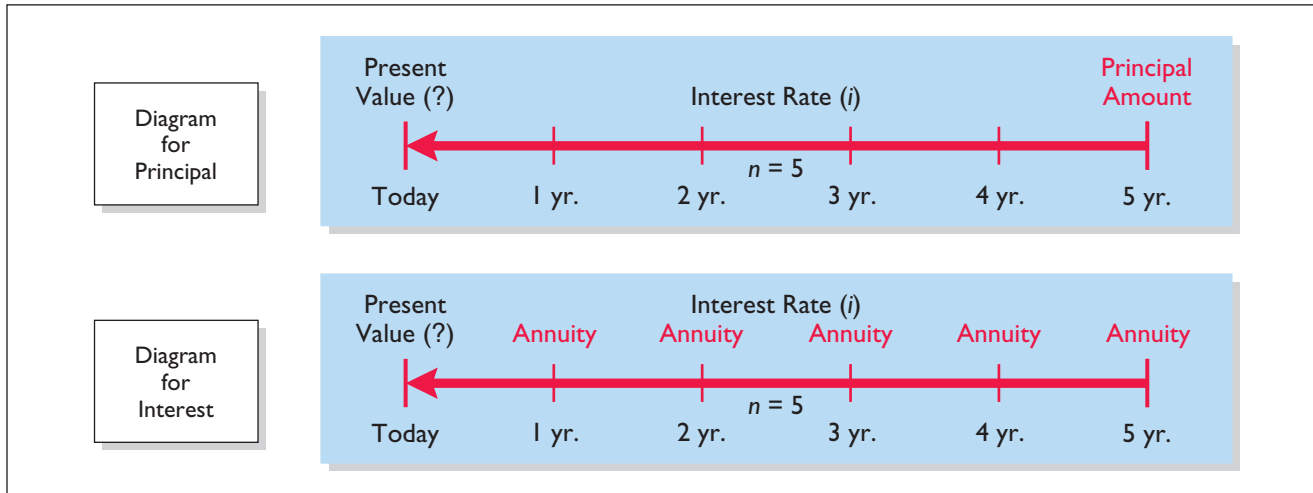 Diagram
for
Principal
Present
Value (?)
Interest Rate (i)
Principal
Amount
n = 5
Today
1 yr.
2 yr.
3 yr.
4 yr.
5 yr.
Diagram
for
Interest
Present
Value (?)
Interest Rate (i)
Annuity
Annuity
Annuity
Annuity
Annuity
n = 5
Today
1 yr.
2 yr.
3 yr.
4 yr.
5 yr.